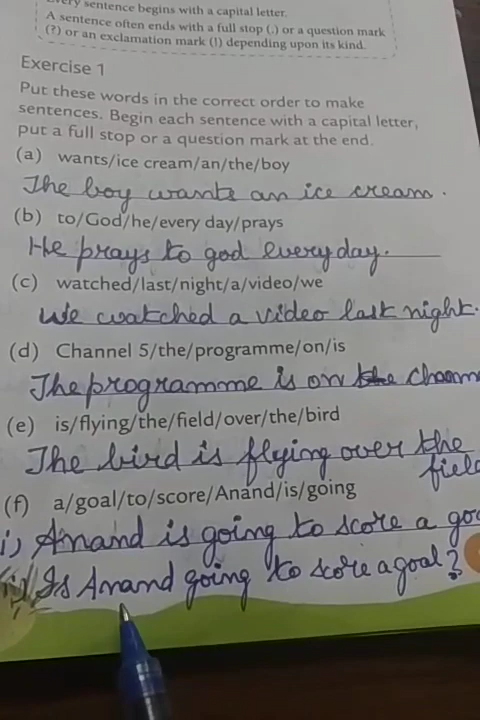 Every sentence begins with a capital letter.
A sentence often ends with a full stop (.) or a question mark
(?) or an exclamation mark (!) depending upon its kind.
Exercise 1
Put these words in the correct order to make
sentences. Begin each sentence with a capital letter,
put a full stop or a question mark at the end.
(a) wants/ice cream/an/the/boy
The boy wants an ice cream.
(b) to/God/he/every day/prays
He prays to god everyday.
(c) watched/last/night/a/video/we
We watched a video last night.
(d) Channel 5/the/programme/on/is
The programme is on
(e) is/flying/the/field/over/the/bird
The bird is flying over the
(f) a/goal/to/score/Anand/is/going
i) Anand is going to score a
Is Anand going to score a goal?